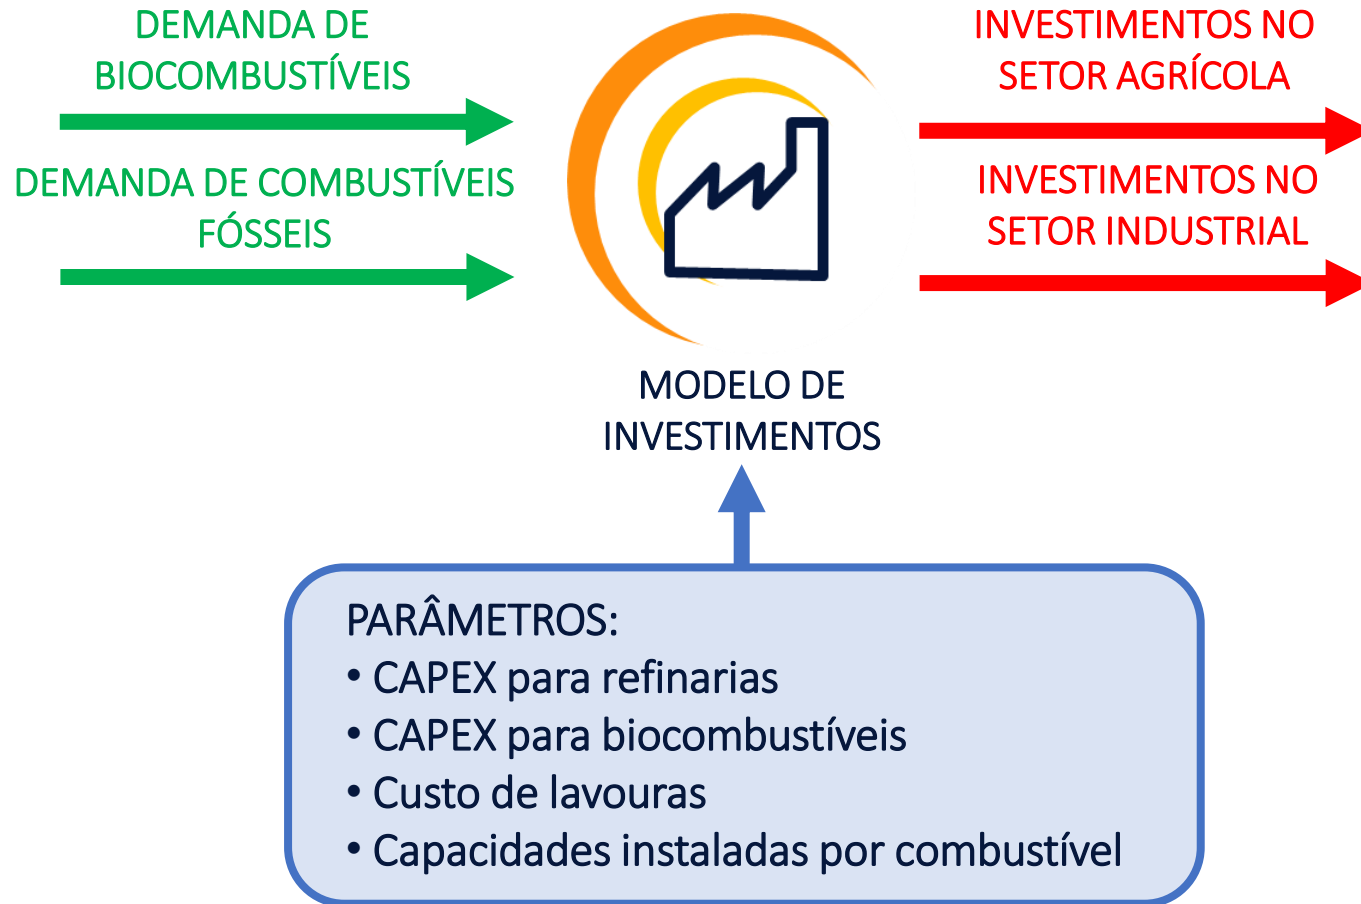 DEMANDA DE
BIOCOMBUSTÍVEIS
DEMANDA DE COMBUSTÍVEIS
FÓSSEIS
INVESTIMENTOS NO
SETOR AGRÍCOLA
INVESTIMENTOS NO
SETOR INDUSTRIAL
MODELO DE
INVESTIMENTOS
PARÂMETROS:
• CAPEX para refinarias
• CAPEX para biocombustíveis
• Custo de lavouras
• Capacidades instaladas por combustível